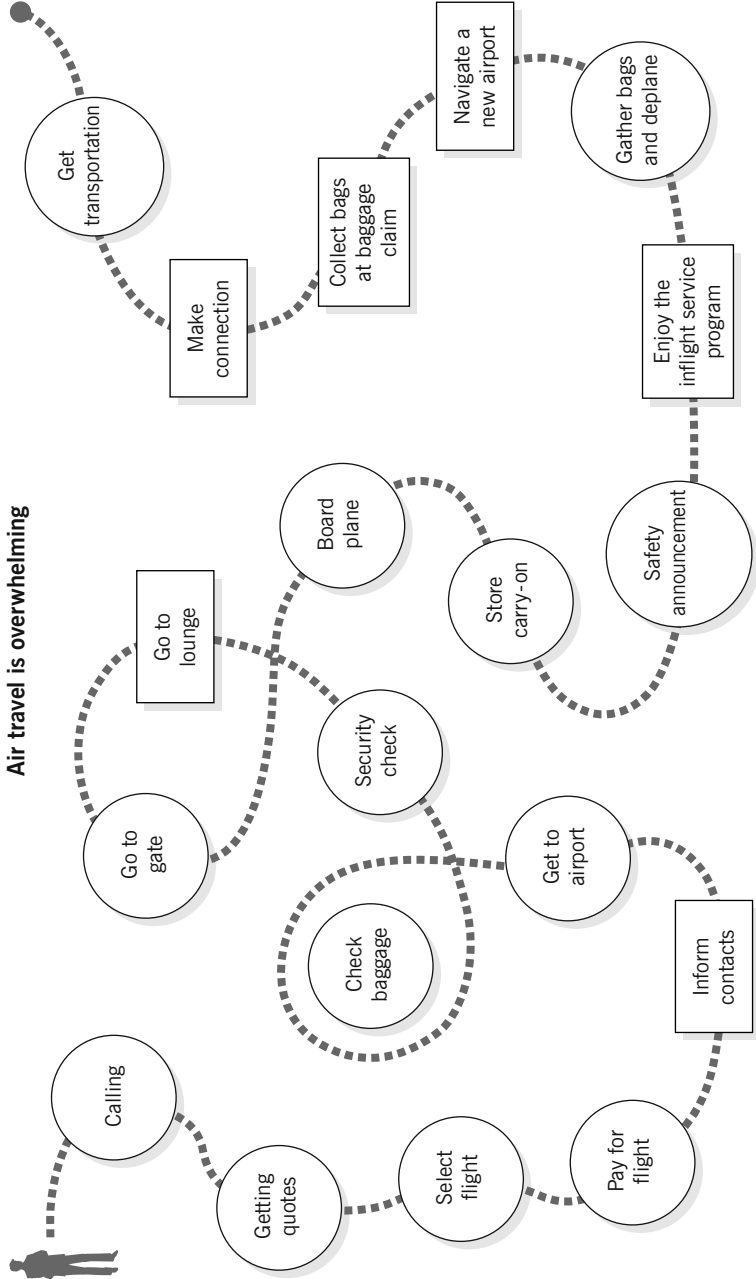 Air travel is overwhelming
Calling
Getting
quotes
Select
flight
Pay for
flight
Inform
contacts
Get to
airport
Check
baggage
Security
check
Go to
lounge
Go to
gate
Board
plane
Store
carry-on
Safety
announcement
Enjoy the
inflight service
program
Gather bags
and deplane
Navigate a
new airport
Collect bags
at baggage
claim
Make
connection
Get
transportation